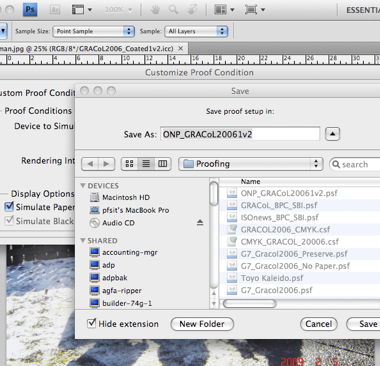 Ps 100% ESSENTI
Sample Size: Point Sample Sample: All Layers
man.jpg @ 25% (RGB/8*/GRACoL2006_Coated1v2.icc)
Customize Proof Condition
Save
ustom Proof Condition
Proof Conditions
Device to Simul
Rendering Int
Display Options
Simulate Paper
Simulate Black
Save proof setup in:
Save As: ONP_GRACoL20061v2
Proofing
search
DEVICES
Macintosh HD
pfsit's MacBook Pro
Audio CD
SHARED
accounting-mgr
adp
adpbak
agfa-ripper
builder-74g-1
Name
ONP_GRACoL20061v2.psf
GRACoL_BPC_SBI.psf
ISOnews_BPC_SBI.psf
GRACOL2006_CMYK.csf
CMYK_GRACOL_20006.csf
G7_Gracol2006_Preserve.psf
G7_Gracol2006_No Paper.psf
Toyo Kaleido.psf
G7_Gracol2006.psf
Hide extension
New Folder
Cancel
Save